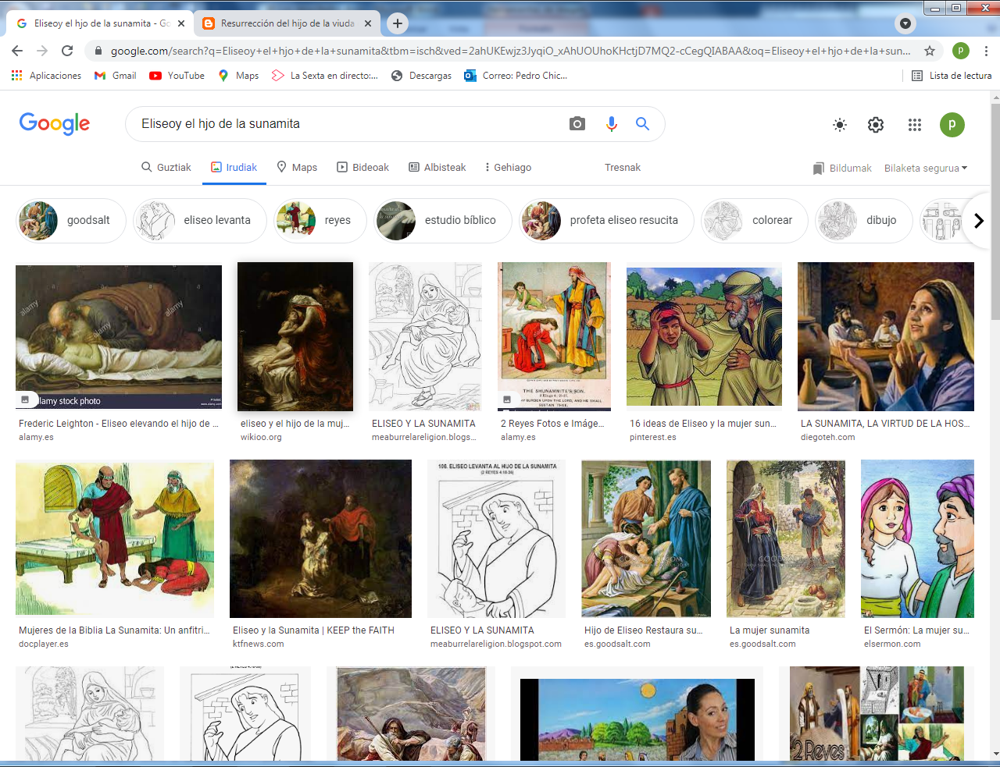 Eliseoy el hjo de la sunamita - Go
Resurrección del hijo de la viuda
google.com/search?q=Eliseoy+el+hjo+de+la+sunamita&tbm=isch&ved=2ahUKEwjz3JyqiO_xAhUOUhoKHctjD7MQ2-cCegQIABAA&oq=Eliseoy+el+hjo+de+la+sun...
p
Aplicaciones
Gmail
YouTube
Maps
La Sexta en directo:...
Descargas
Correo: Pedro Chic...
Lista de lectura
Google
Eliseoy el hjo de la sunamita
p
Guztiak
Irudiak
Maps
Bideoak
Albisteak
Gehiago
Tresnak
Bildumak
Bilaketa segurua
goodsalt
eliseo levanta
reyes
estudio bíblico
profeta eliseo resucita
colorear
dibujo
alamy
alamy
alamy
a
a
a
alamy stock photo
THE SHUNAMMITE'S SON.
Frederic Leighton - Eliseo elevando el hijo de ...
alamy.es
eliseo y el hijo de la muj...
wikioo.org
ELISEO Y LA SUNAMITA
meaburrelareligion.blogs...
2 Reyes Fotos e Imáge...
alamy.es
16 ideas de Eliseo y la mujer sun...
pinterest.es
LA SUNAMITA, LA VIRTUD DE LA HOS...
diegoteh.com
106. ELISEO LEVANTA AL HIJO DE LA SUNAMITA
(2 REYES 4:18-36)
Mujeres de la Biblia La Sunamita: Un anfitri...
docplayer.es
Eliseo y la Sunamita | KEEP the FAITH
ktfnews.com
ELISEO Y LA SUNAMITA
meaburrelareligion.blogspot.com
Hijo de Eliseo Restaura su...
es.goodsalt.com
La mujer sunamita
es.goodsalt.com
El Sermón: La mujer su...
elsermon.com
2 Reyes